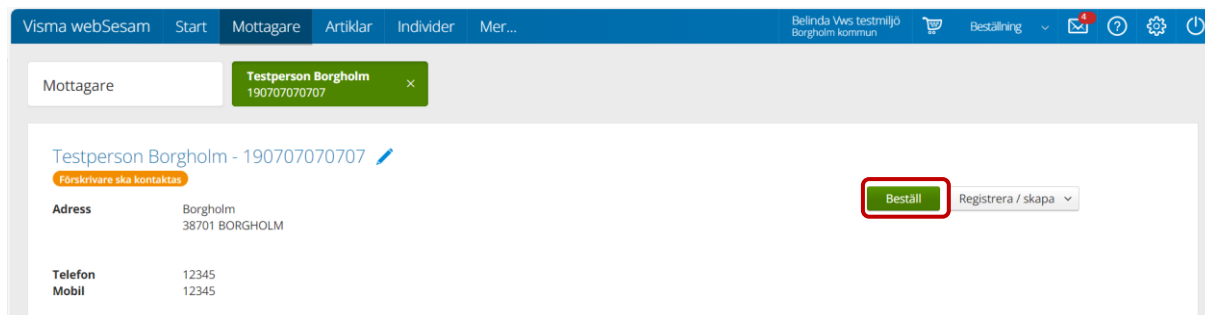 Visma webSesam Start Mottagare Artiklar Individer Mer... Belinda Vws testmiljö Beställning 4
Borgholm kommun
Mottagare
Testperson Borgholm ×
190707070707
Testperson Borgholm - 190707070707
Förskrivare ska kontaktas
Beställ Registrera / skapa
Adress Borgholm
38701 BORGHOLM
Telefon 12345
Mobil 12345